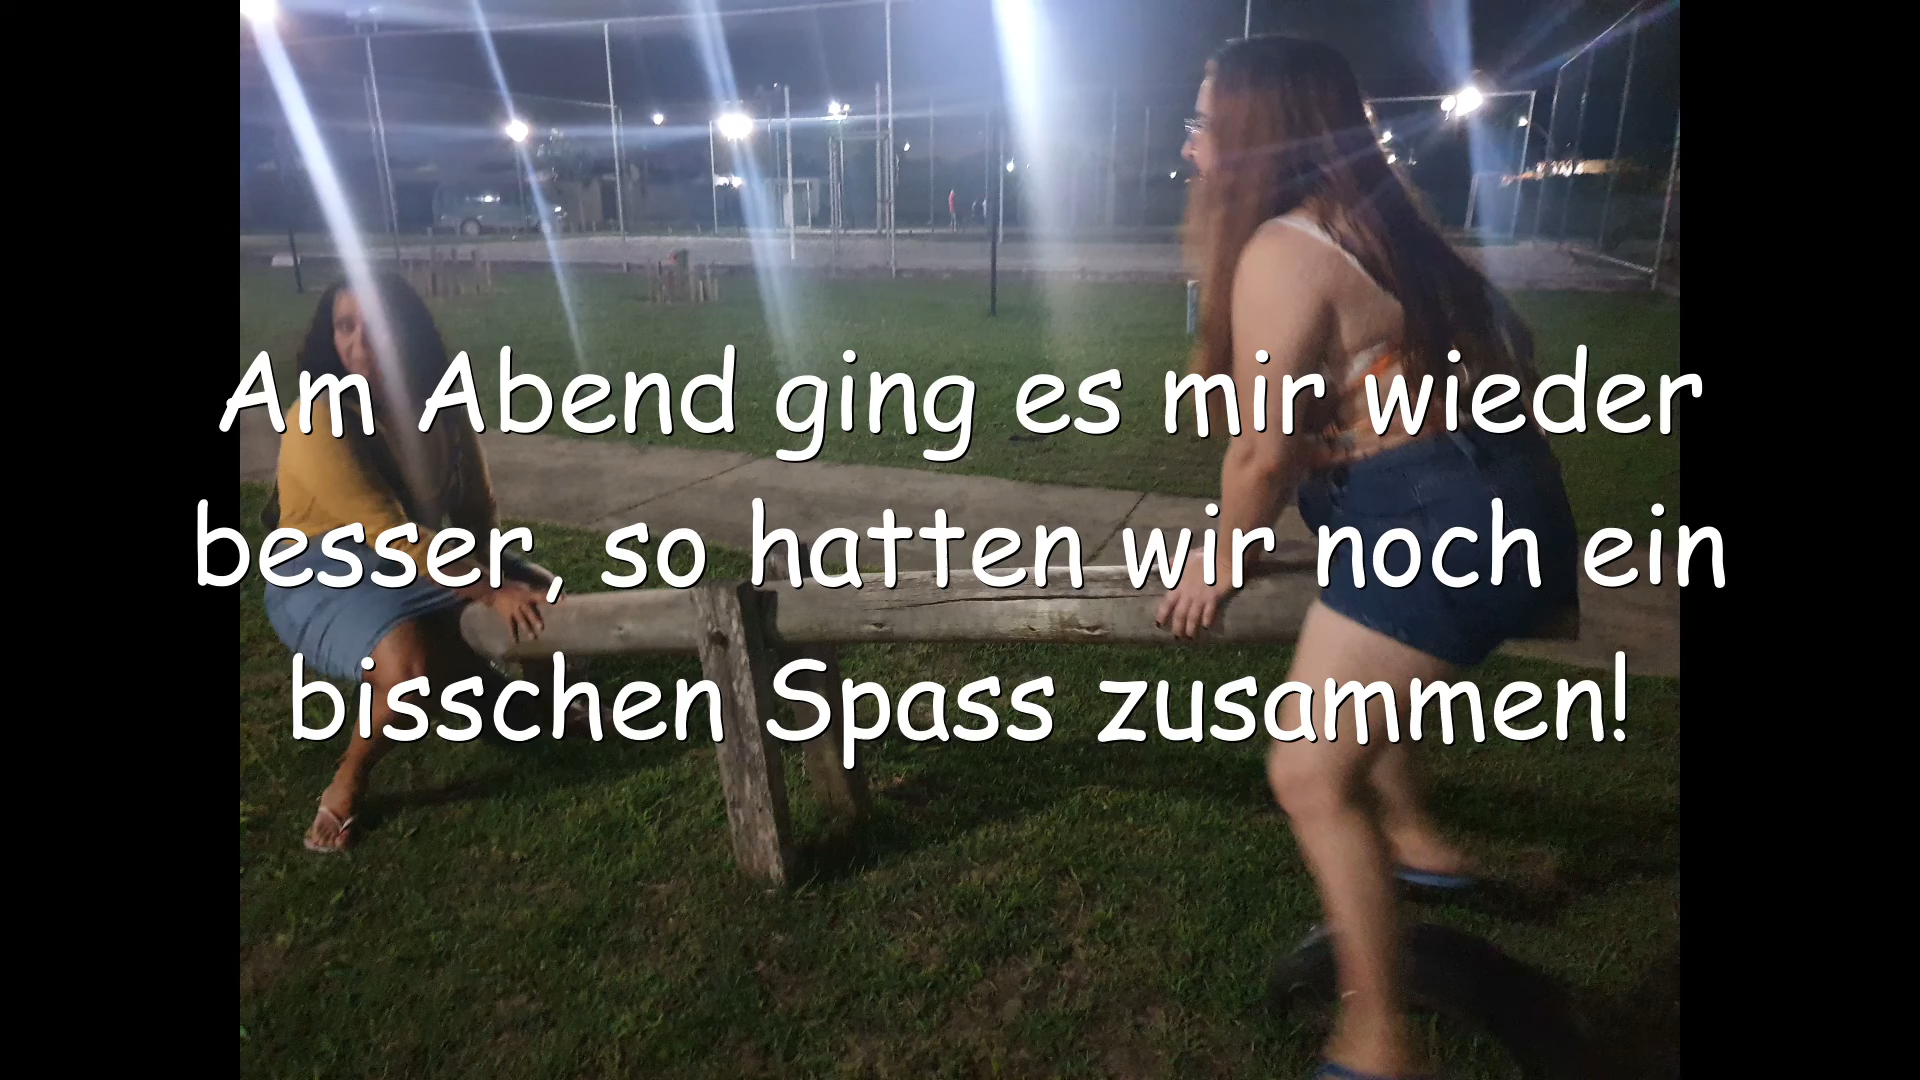 Am Abend ging es mir wieder
besser, so hatten wir noch ein
bisschen Spass zusammen!